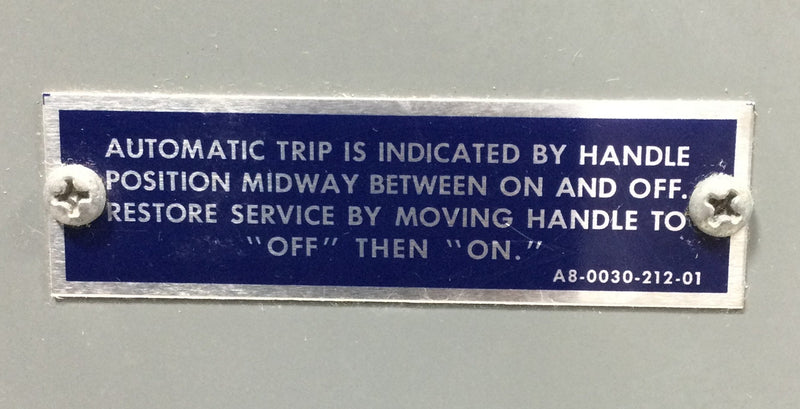 AUTOMATIC TRIP IS INDICATED BY HANDLE
POSITION MIDWAY BETWEEN ON AND OFF.
RESTORE SERVICE BY MOVING HANDLE TO
"OFF" THEN "ON."
A8-0030-212-01